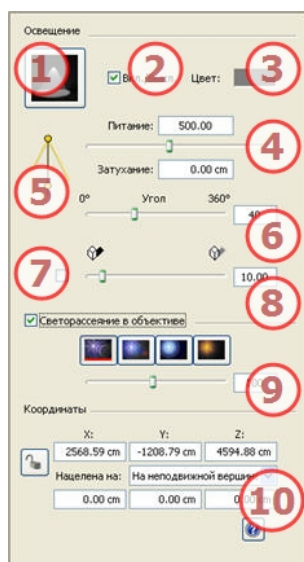 Освещение
1
2
3
Цвет:
Питание: 500.00
4
Затухание: 0.00 cm
5
0° Угол 360°
6
7
10.00
8
Светорассеяние в объективе
9
Координаты
X: Y: Z:
2568.59 cm -1208.79 cm 4594.88 cm
Нацелена на: На неподвижной
0.00 cm 0.00 cm
10